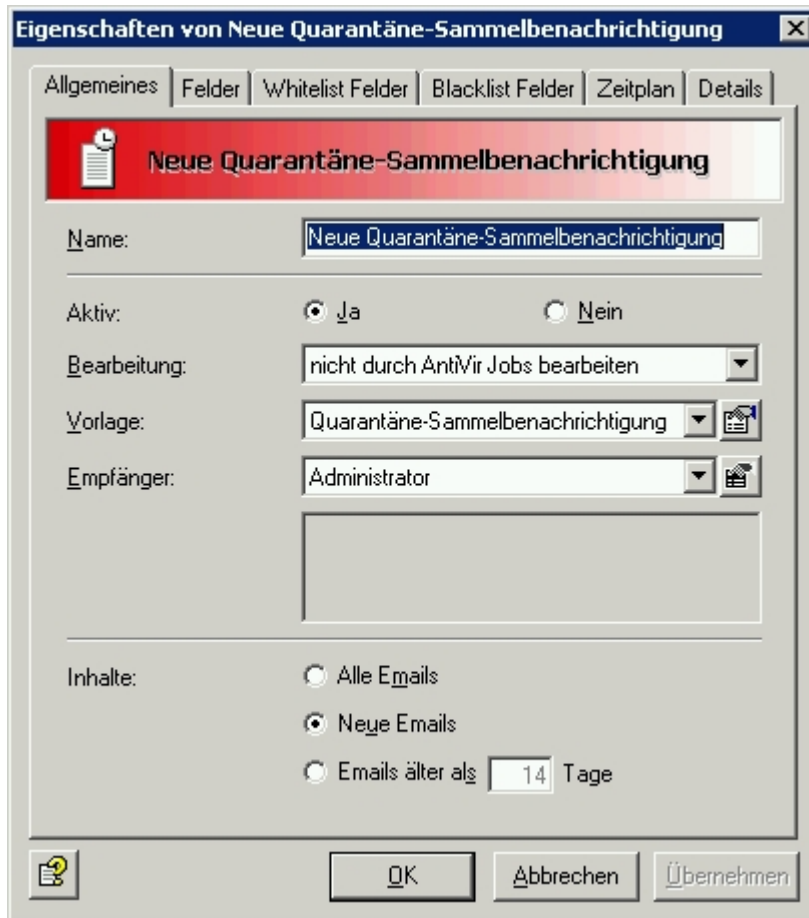 Eigenschaften von Neue Quarantäne-Sammelbenachrichtigung
Allgemeines Felder Whitelist Felder Blacklist Felder Zeitplan Details
Neue Quarantäne-Sammelbenachrichtigung
Name: Neue Quarantäne-Sammelbenachrichtigung
Aktiv: Ja Nein
Bearbeitung: nicht durch AntiVir Jobs bearbeiten
Vorlage: Quarantäne-Sammelbenachrichtigung
Empfänger: Administrator
Inhalte: Alle Emails
Neue Emails
Emails älter als 14 Tage
OK Abbrechen Übernehmen